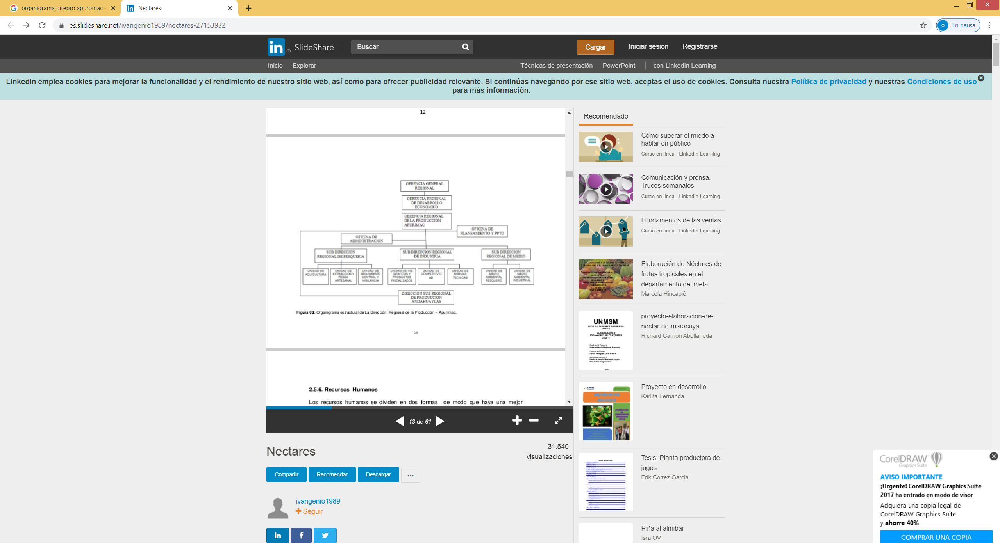 organigrama direpro apuromac -
Nectares
es.slideshare.net/ivangenio1989/nectares-27153932
O En pausa
in ® SlideShare
Buscar
Cargar
Iniciar sesión
Registrarse
Inicio
Explorar
Técnicas de presentación
PowerPoint
con LinkedIn Learning
LinkedIn emplea cookies para mejorar la funcionalidad y el rendimiento de nuestro sitio web, así como para ofrecer publicidad relevante. Si continúas navegando por ese sitio web, aceptas el uso de cookies. Consulta nuestra Política de privacidad y nuestras Condiciones de uso
para más información.
12
GERENCIA GENERAL
REGIONAL
GERENCIA REGIONAL
DE DESARROLLO
ECONOMICO
GERENCIA REGIONAL
DE LA PRODUCCION
APURIMAC
OFICINA DE
PLANEAMIENTO Y PPTO
OFICINA DE
ADMINISTRACION
SUB DIRECCION
REGIONAL DE PESQUERIA
SUB DIRECCION REGIONAL
DE INDUSTRIA
SUB DIRECCION
REGIONAL DE MEDIO
UNIDAD DE
ACUICULTURA
UNIDAD DE
EXTRACCION Y
PESCA
ARTESANAL
UNIDAD DE
SEGUIMIENTO
CONTROL Y
VIGILANCIA
UNIDAD DE INS.
QUIMICOS Y
PRODUCTOS
FISCALIZADOS
UNIDAD DE
COMPETITIVID
AD
UNIDAD DE
NORMAS
TECNICAS
UNIDAD DE
MEDIO
AMBIENTAL
PESQUERO
UNIDAD DE
MEDIO
AMBIENTAL
INDUSTRIAL
DIRECCION SUB REGIONAL
DE PRODUCCION
ANDAHUAYLAS
Figura 03: Organigrama estructural de La Dirección Regional de la Producción – Apurímac.
13
2.5.6. Recursos Humanos
Los recursos humanos se dividen en dos formas de modo que haya una mejor
13 de 61
Nectares
31.540
visualizaciones
Compartir
Recomendar
Descargar
...
ivangenio1989
+ Seguir
Recomendado
Cómo superar el miedo a
hablar en público
Curso en línea - LinkedIn Learning
Comunicación y prensa.
Trucos semanales
Curso en línea - LinkedIn Learning
Fundamentos de las ventas
Curso en línea - LinkedIn Learning
Elaboración de Néctares de
frutas tropicales en el
departamento del meta
Marcela Hincapié
UNMSM
FACULTAD DE QUIMICA E INGENIERIA
QUIMICA
ELABORACION Y
EVALUACION DE PROYECTOS
2009 - I
proyecto-elaboracion-de-
nectar-de-maracuya
Richard Carrión Abollaneda
Proyecto en desarrollo
Karlita Fernanda
Tesis: Planta productora de
jugos
Erik Cortez Garcia
Piña al almibar
Isra OV
CorelDRAW
Graphics Suite
AVISO IMPORTANTE
¡Urgente! CorelDRAW Graphics Suite
2017 ha entrado en modo de visor
Adquiera una copia legal de
CorelDRAW Graphics Suite
y ahorre 40%
COMPRAR UNA COPIA